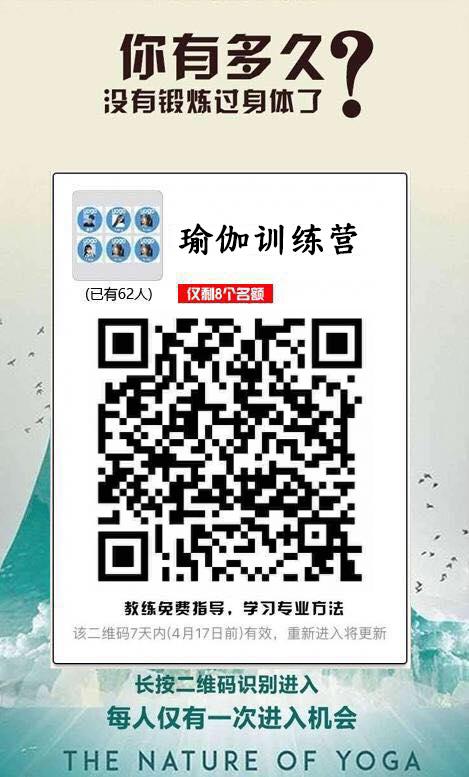 你有多久?
没有锻炼过身体了
瑜伽训练营
(已有62人)
仅剩8个名额
教练免费指导，学习专业方法
该二维码7天内(4月17日前)有效，重新进入将更新
长按二维码识别进入
每人仅有一次进入机会
THE NATURE OF YOGA